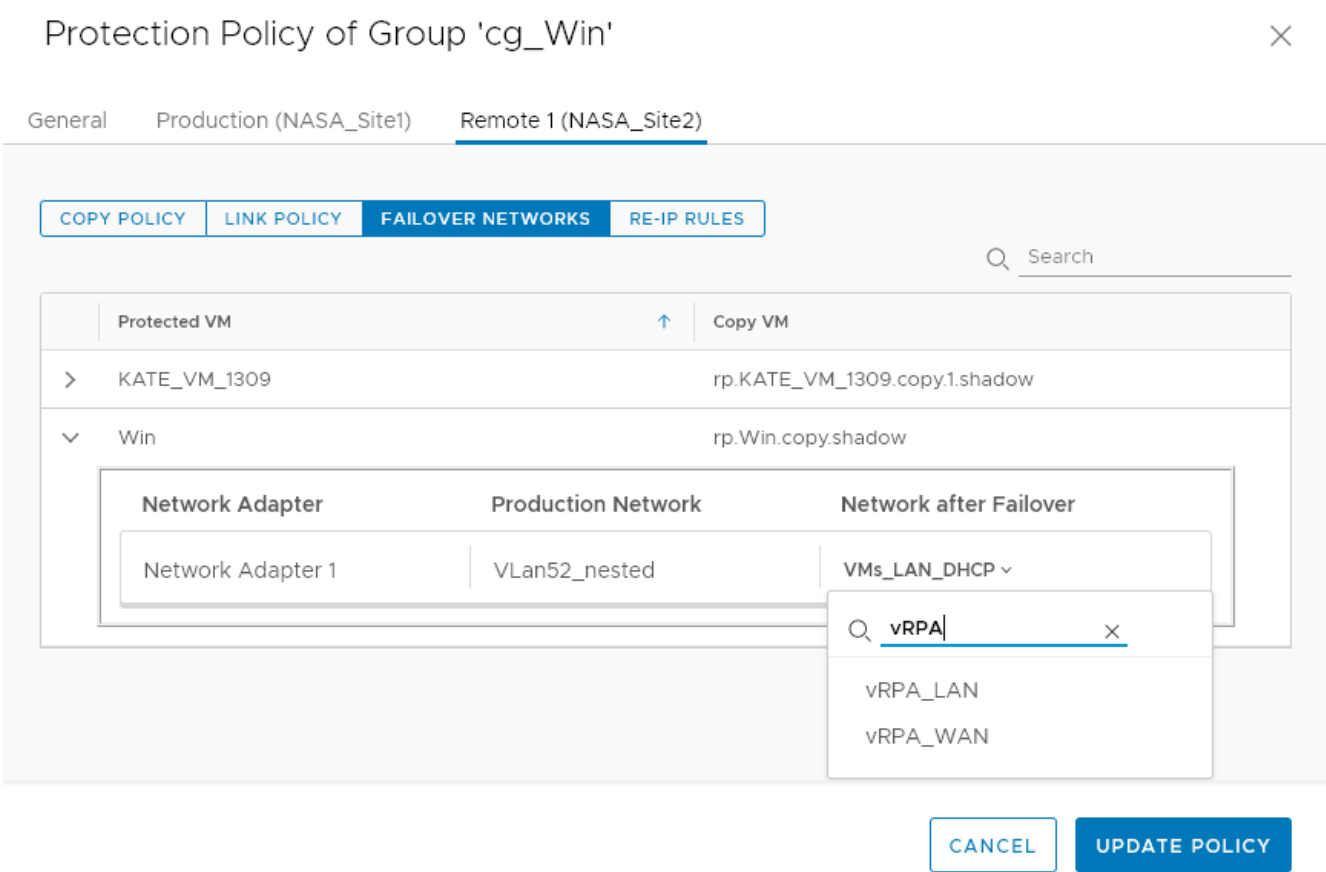 Protection Policy of Group 'cg_Win'
General Production (NASA_Site1) Remote 1 (NASA_Site2)
COPY POLICY LINK POLICY FAILOVER NETWORKS RE-IP RULES
Search
Protected VM Copy VM
KATE_VM_1309 rp.KATE_VM_1309.copy.1.shadow
Win rp.Win.copy.shadow
Network Adapter Production Network Network after Failover
Network Adapter 1 VLan52_nested VMs_LAN_DHCP
vRPA
vRPA_LAN
vRPA_WAN
CANCEL UPDATE POLICY